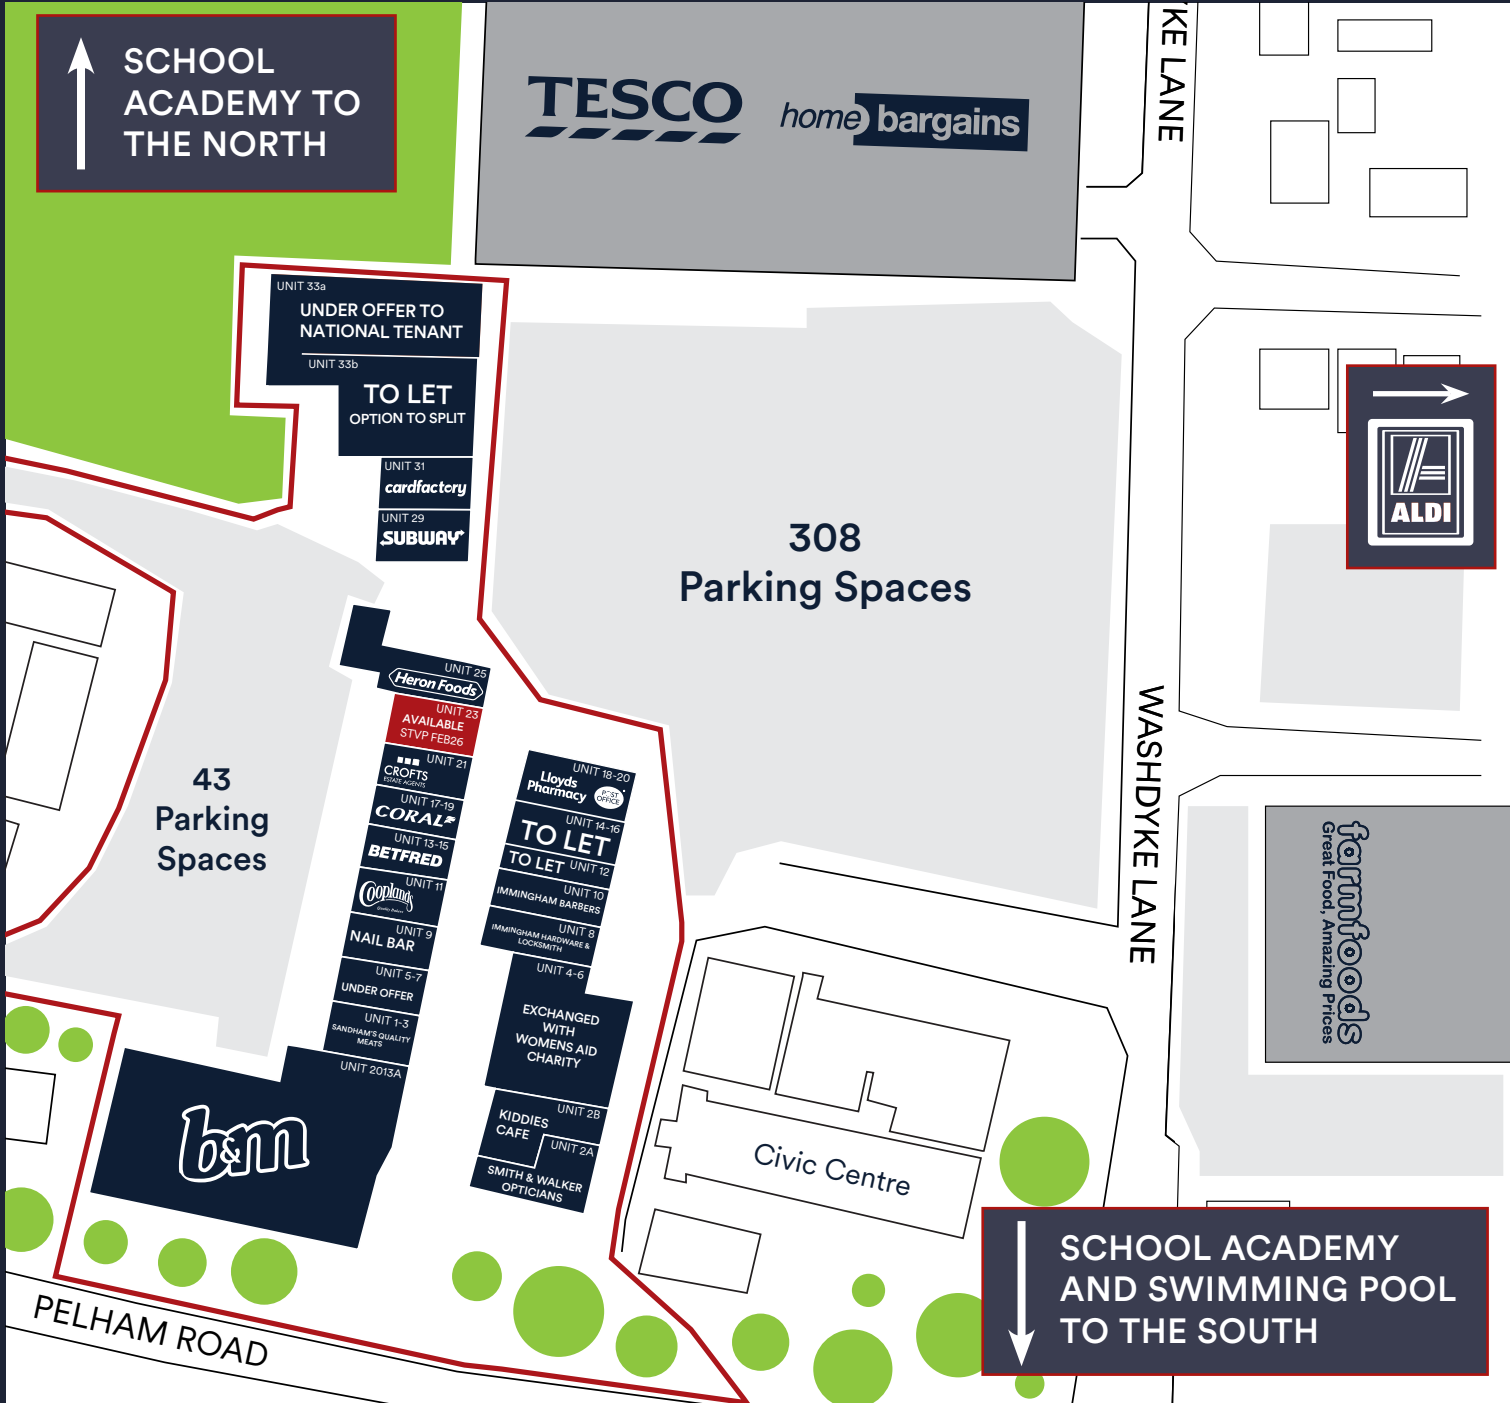 SCHOOL
ACADEMY TO
THE NORTH
TESCO
home bargains
KE LANE
UNIT 33a
UNDER OFFER TO
NATIONAL TENANT
UNIT 33b
TO LET
OPTION TO SPLIT
UNIT 31
cardfactory
UNIT 29
SUBWAY
308
Parking Spaces
ALDI
UNIT 25
Heron Foods
UNIT 23
AVAILABLE
STVP FEB26
UNIT 21
CROFTS
ESTATE AGENTS
UNIT 17-19
CORAL
UNIT 13-15
BETFRED
UNIT 11
Cooplands
UNIT 9
NAIL BAR
UNIT 5-7
UNDER OFFER
UNIT 1-3
SANDHAM'S QUALITY
MEATS
UNIT 2013A
b&m
43
Parking
Spaces
UNIT 18-20
Lloyds
Pharmacy
POST
OFFICE
UNIT 14-16
TO LET
UNIT 12
TO LET
UNIT 10
IMMINGHAM BARBERS
UNIT 8
IMMINGHAM HARDWARE &
LOCKSMITH
UNIT 4-6
EXCHANGED
WITH
WOMENS AID
CHARITY
UNIT 2B
KIDDIES
CAFE
UNIT 2A
SMITH & WALKER
OPTICIANS
WASHDYKE LANE
farmfoods
Great Food, Amazing Prices
Civic Centre
SCHOOL ACADEMY
AND SWIMMING POOL
TO THE SOUTH
PELHAM ROAD